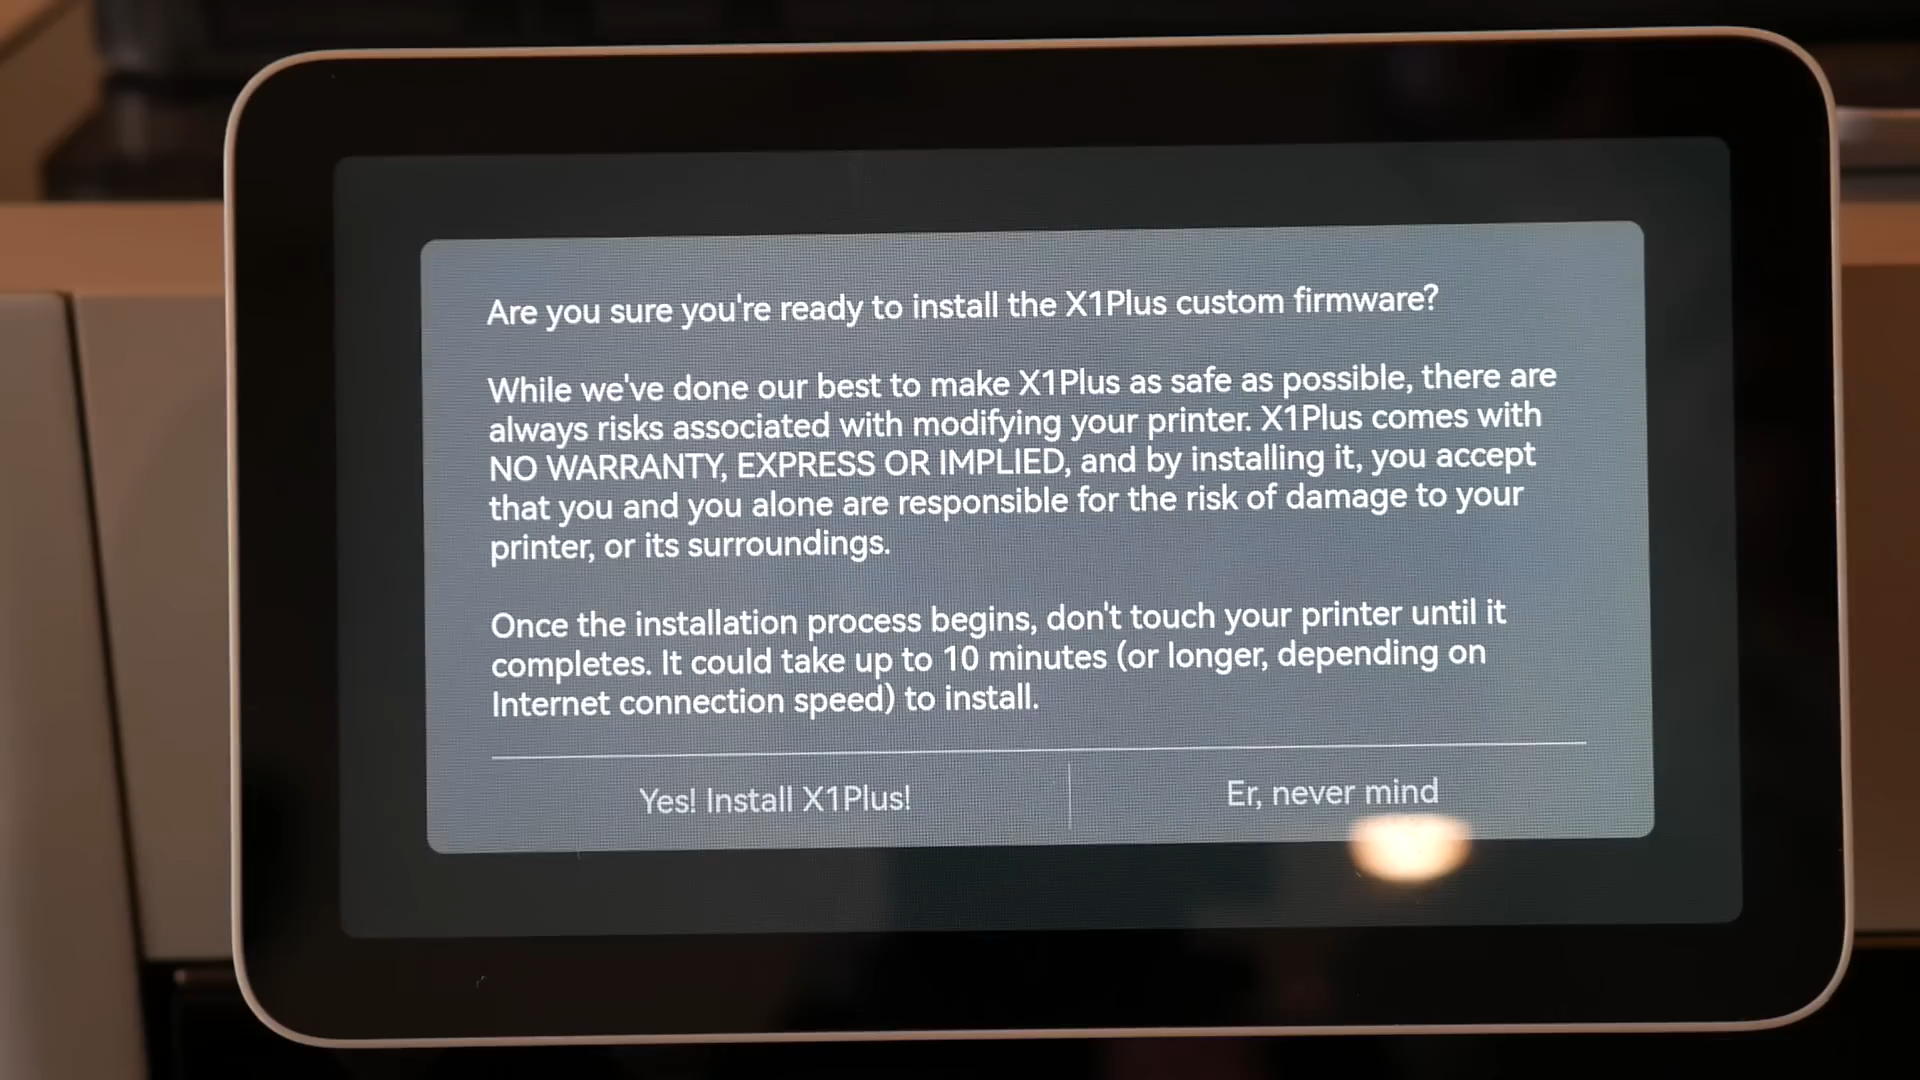 Are you sure you're ready to install the X1Plus custom firmware?
While we've done our best to make X1Plus as safe as possible, there are
always risks associated with modifying your printer. X1Plus comes with
NO WARRANTY, EXPRESS OR IMPLIED, and by installing it, you accept
that you and you alone are responsible for the risk of damage to your
printer, or its surroundings.
Once the installation process begins, don't touch your printer until it
completes. It could take up to 10 minutes (or longer, depending on
Internet connection speed) to install.
Yes! Install X1Plus!
Er, never mind